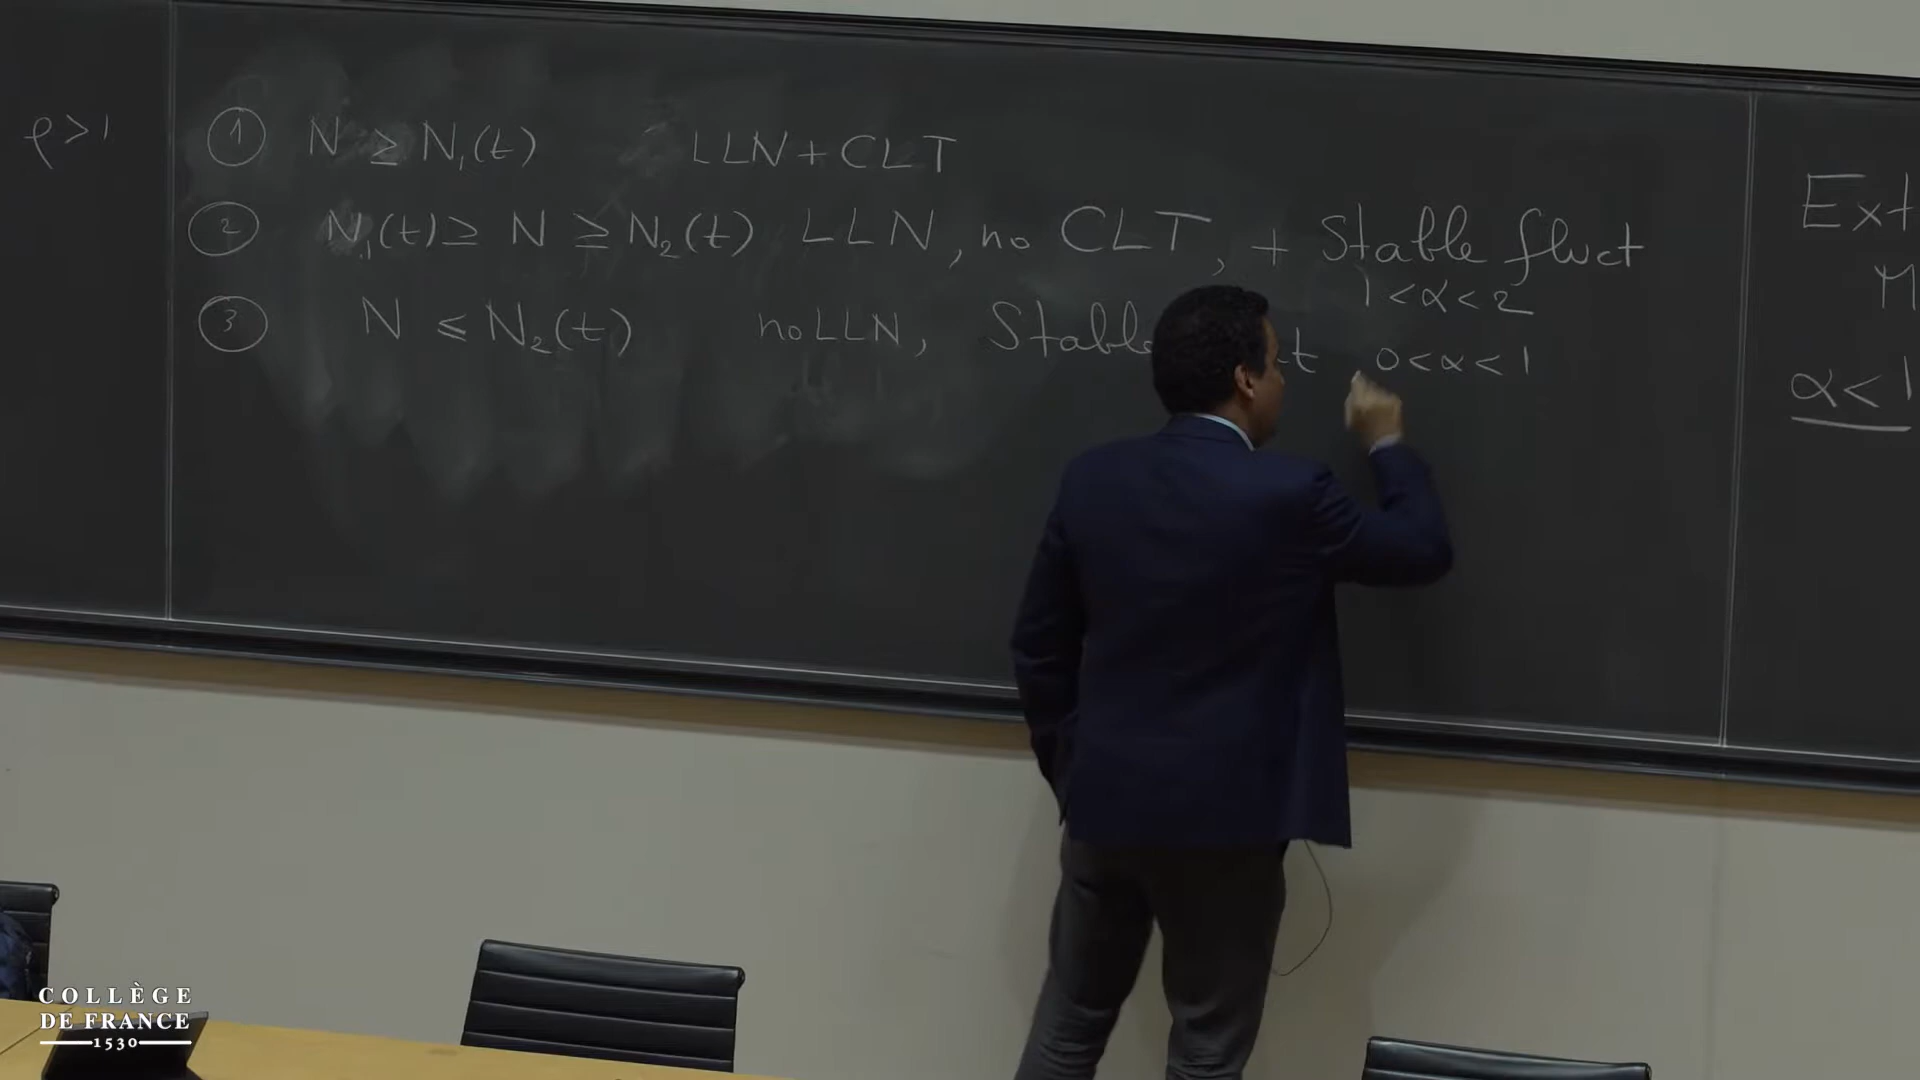 ρ>1
① N ≥ N₁(t) LLN+CLT
② N₁(t) ≥ N ≥ N₂(t) LLN, no CLT, + Stable fluct
1<α<2
③ N ≤ N₂(t) no LLN, Stable 0<α<1
Ext
α<1
COLLÈGE
DE FRANCE
1530